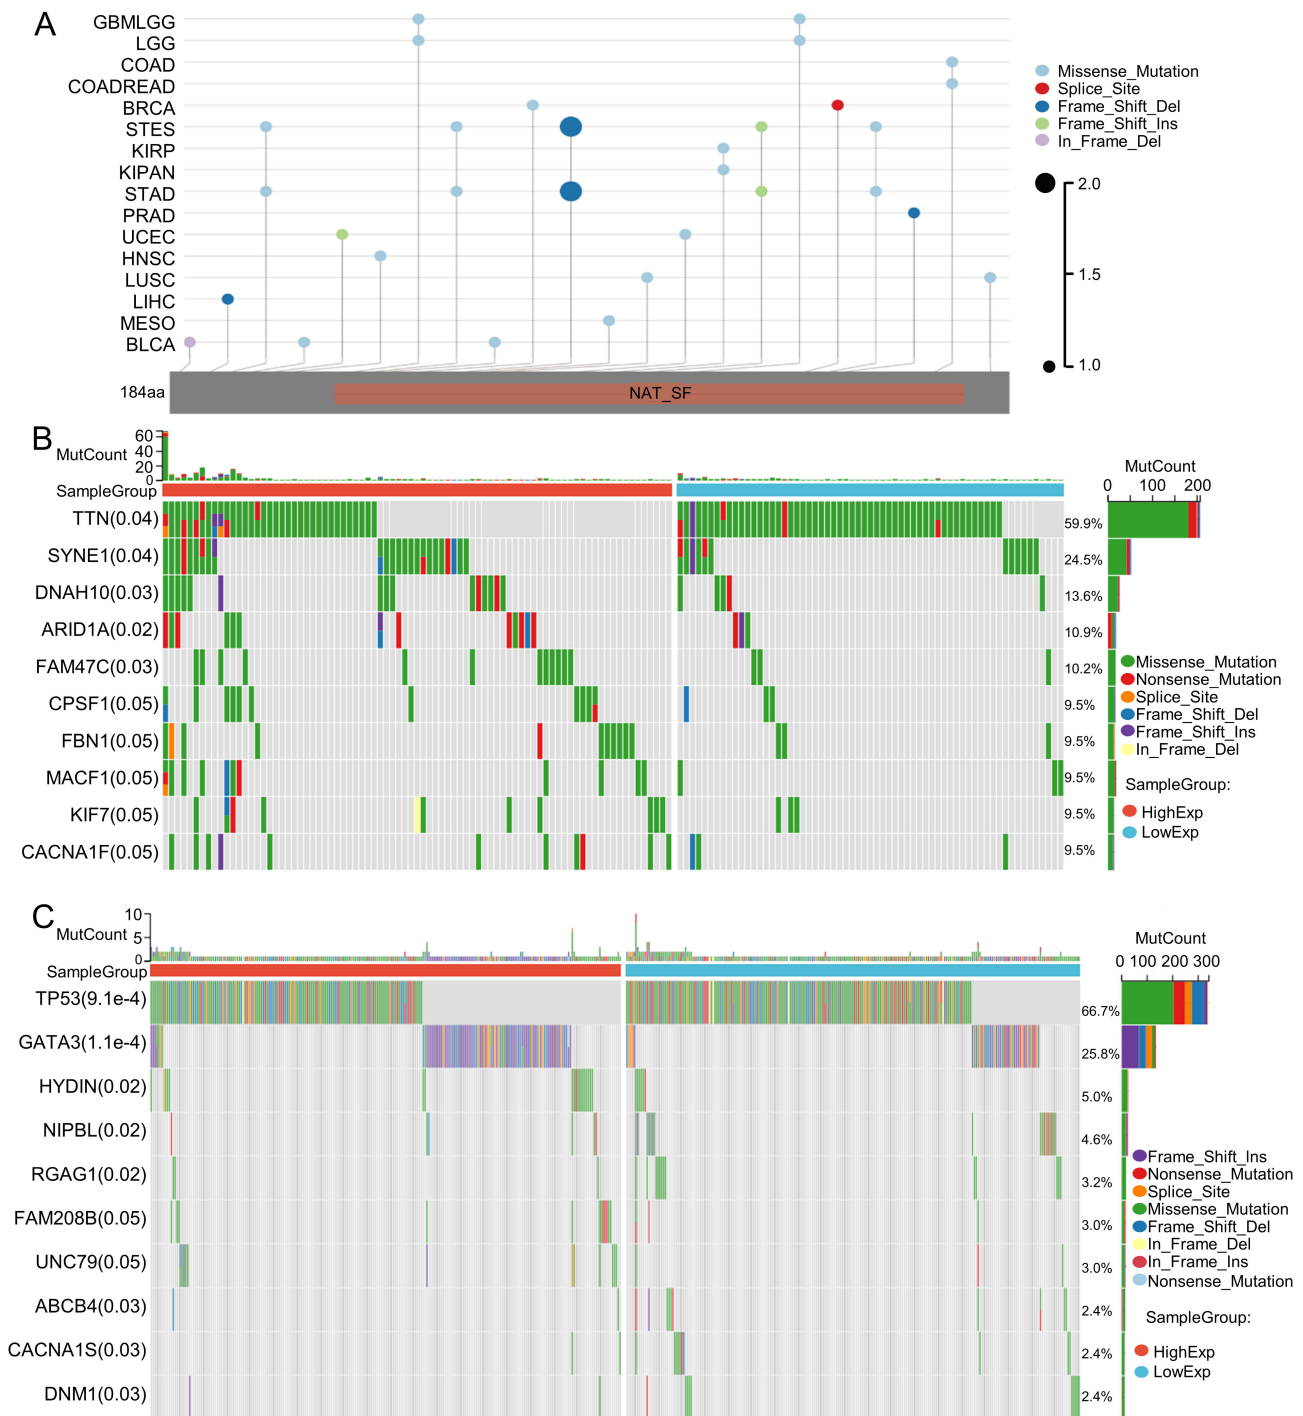 A
GBMLGG
LGG
COAD
COADREAD
BRCA
STES
KIRP
KIPAN
STAD
PRAD
UCEC
HNSC
LUSC
LIHC
MESO
BLCA
184aa
NAT_SF
Missense_Mutation
Splice_Site
Frame_Shift_Del
Frame_Shift_Ins
In_Frame_Del
2.0
1.5
1.0
B
60
40
20
0
MutCount
SampleGroup
TTN(0.04)
SYNE1(0.04)
DNAH10(0.03)
ARID1A(0.02)
FAM47C(0.03)
CPSF1(0.05)
FBN1(0.05)
MACF1(0.05)
KIF7(0.05)
CACNA1F(0.05)
59.9%
24.5%
13.6%
10.9%
10.2%
9.5%
9.5%
9.5%
9.5%
9.5%
MutCount
0 100 200
Missense_Mutation
Nonsense_Mutation
Splice_Site
Frame_Shift_Del
Frame_Shift_Ins
In_Frame_Del
SampleGroup:
HighExp
LowExp
C
10
5
0
MutCount
SampleGroup
TP53(9.1e-4)
GATA3(1.1e-4)
HYDIN(0.02)
NIPBL(0.02)
RGAG1(0.02)
FAM208B(0.05)
UNC79(0.05)
ABCB4(0.03)
CACNA1S(0.03)
DNM1(0.03)
66.7%
25.8%
5.0%
4.6%
3.2%
3.0%
3.0%
2.4%
2.4%
2.4%
MutCount
0 100 200 300
Frame_Shift_Ins
Nonsense_Mutation
Splice_Site
Missense_Mutation
Frame_Shift_Del
In_Frame_Del
In_Frame_Ins
Nonsense_Mutation
SampleGroup:
HighExp
LowExp